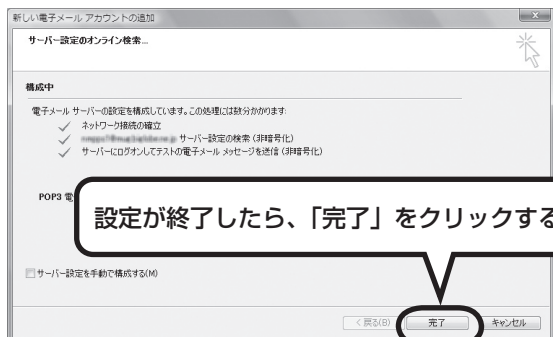 新しい電子メール アカウントの追加
サーバー設定のオンライン検索...
構成中
電子メール サーバーの設定を構成しています。この処理には数分かかります:
ネットワーク接続の確立
サーバー設定の検索 (非暗号化)
サーバーにログオンしてテストの電子メール メッセージを送信 (非暗号化)
POP3 電
設定が終了したら、「完了」をクリックする
サーバー設定を手動で構成する(M)
< 戻る(B) 完了 キャンセル